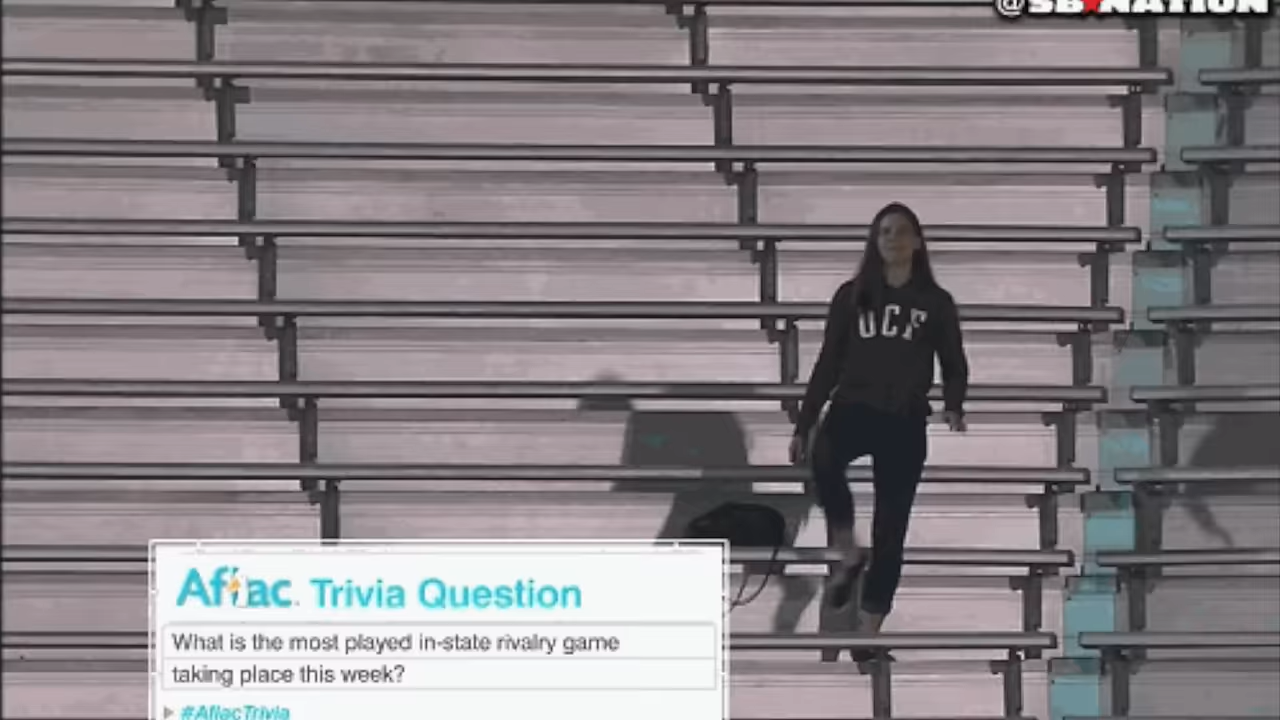 @SBNATION
UCF
Aflac Trivia Question
What is the most played in-state rivalry game
taking place this week?
#AflacTrivia